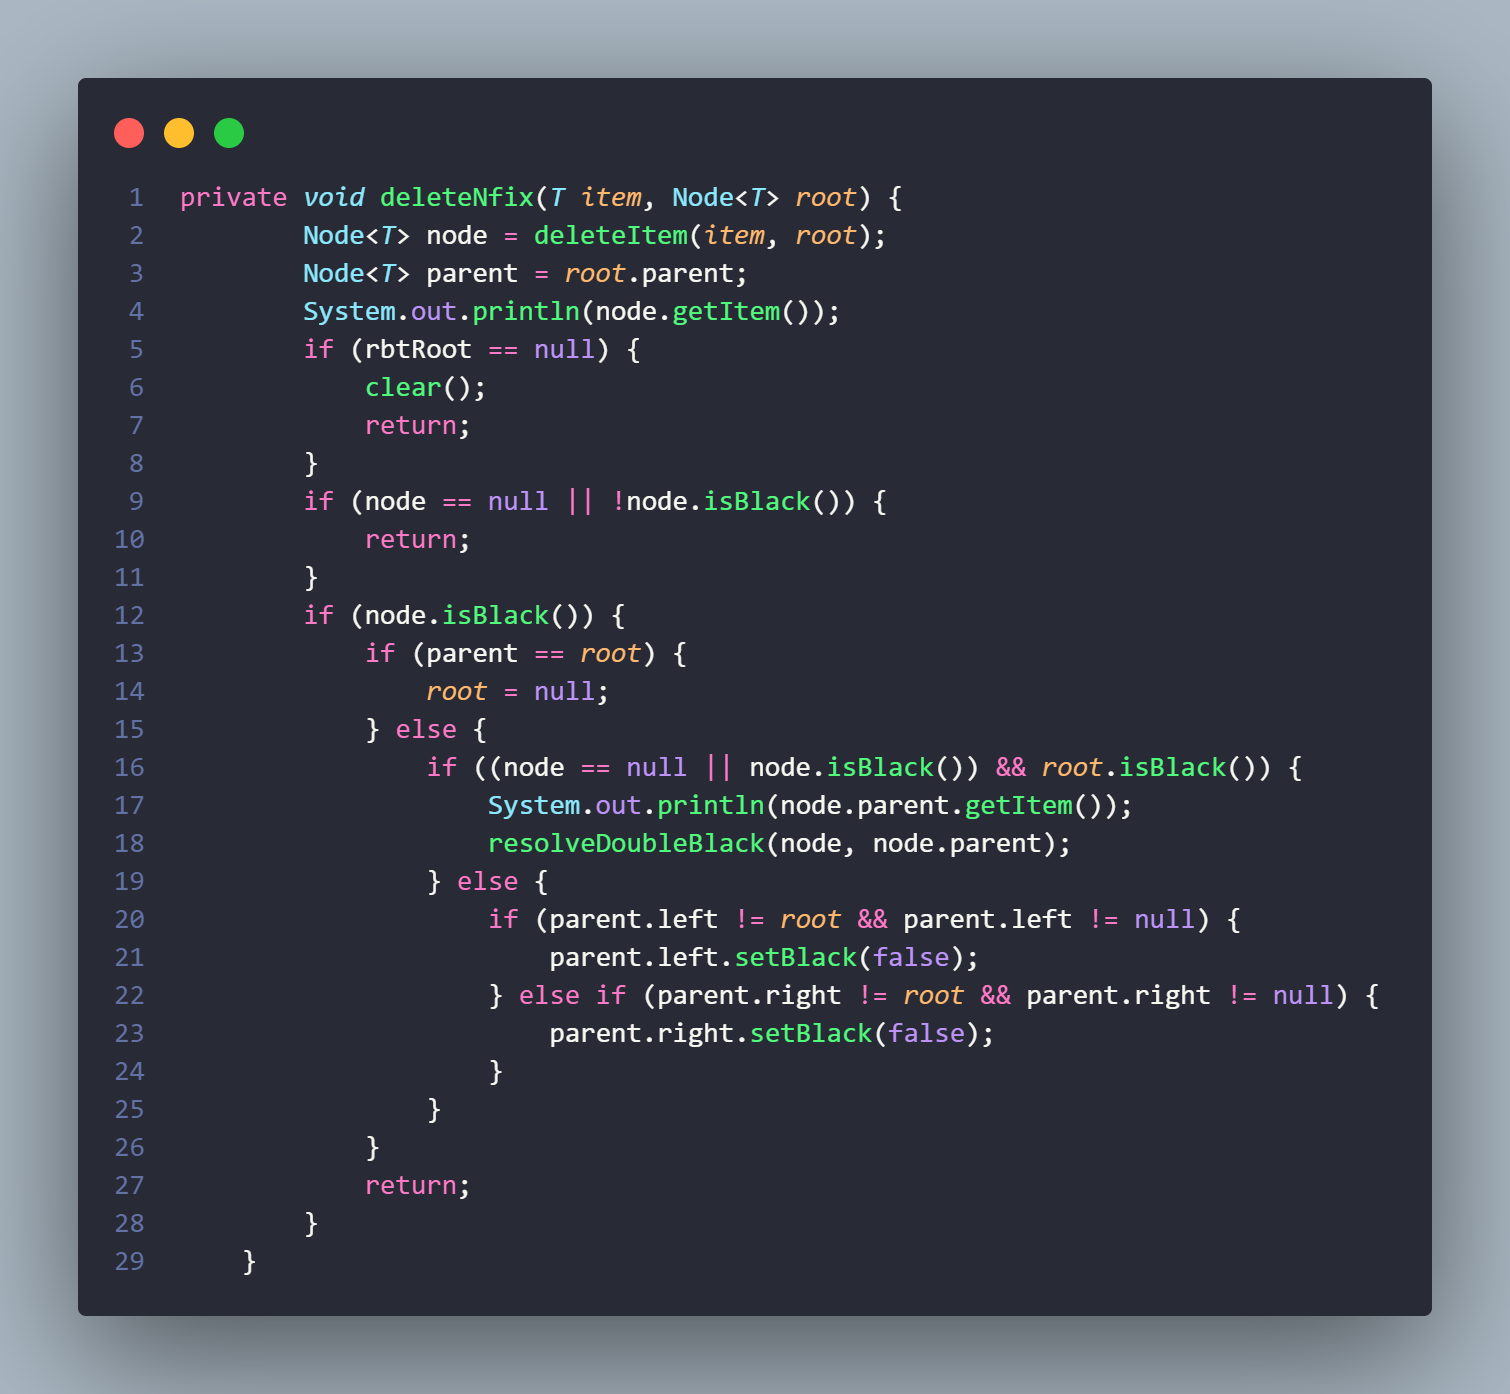 1 private void deleteNfix(T item, Node<T> root) {
2         Node<T> node = deleteItem(item, root);
3         Node<T> parent = root.parent;
4         System.out.println(node.getItem());
5         if (rbtRoot == null) {
6             clear();
7             return;
8         }
9         if (node == null || !node.isBlack()) {
10             return;
11         }
12         if (node.isBlack()) {
13             if (parent == root) {
14                 root = null;
15             } else {
16                 if ((node == null || node.isBlack()) && root.isBlack()) {
17                     System.out.println(node.parent.getItem());
18                     resolveDoubleBlack(node, node.parent);
19                 } else {
20                     if (parent.left != root && parent.left != null) {
21                         parent.left.setBlack(false);
22                     } else if (parent.right != root && parent.right != null) {
23                         parent.right.setBlack(false);
24                     }
25                 }
26             }
27             return;
28         }
29     }